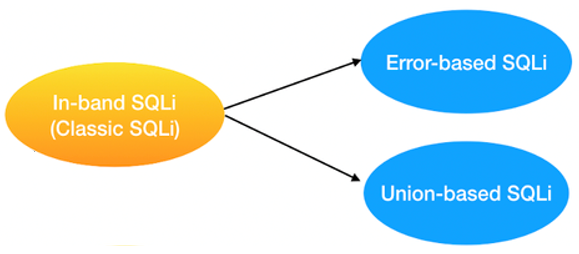 In-band SQLi
(Classic SQLi)
Error-based SQLi
Union-based SQLi